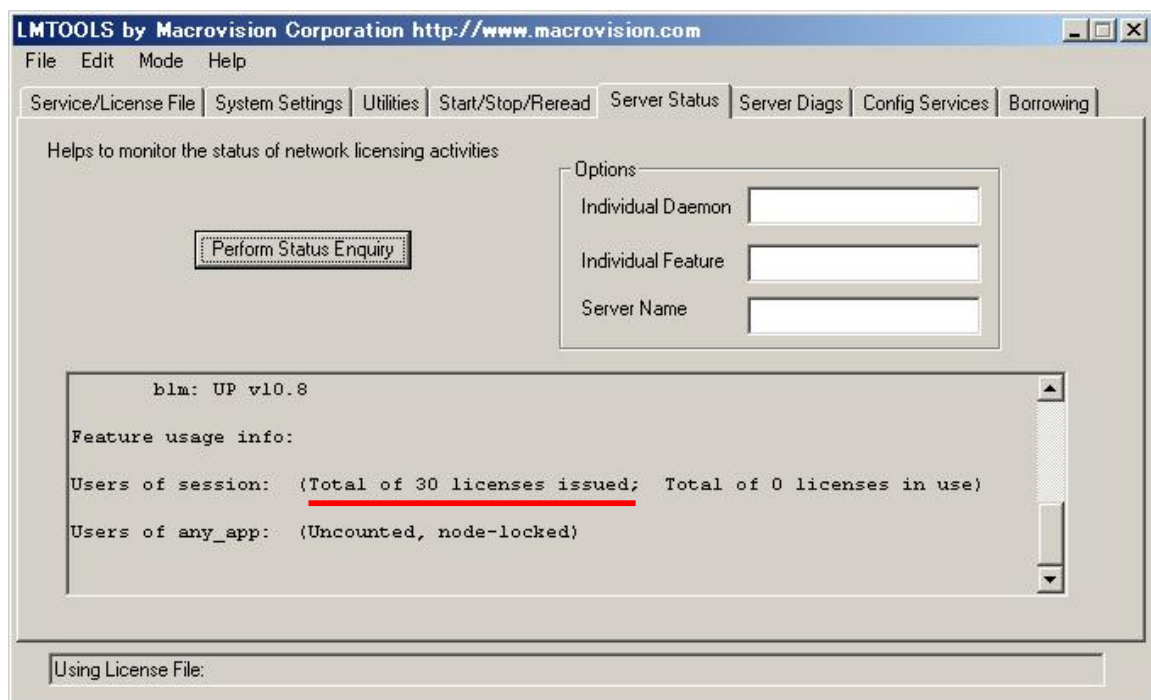 LMTOOLS by Macrovision Corporation http://www.macrovision.com
File Edit Mode Help
Service/License File System Settings Utilities Start/Stop/Reread Server Status Server Diags Config Services Borrowing
Helps to monitor the status of network licensing activities
Options
Individual Daemon
Perform Status Enquiry
Individual Feature
Server Name
blm: UP v10.8
Feature usage info:
Users of session: (Total of 30 licenses issued; Total of 0 licenses in use)
Users of any_app: (Uncounted, node-locked)
Using License File: